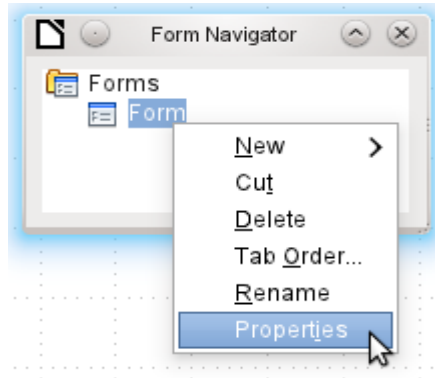 Form Navigator
Forms
Form
New
Cut
Delete
Tab Order...
Rename
Properties